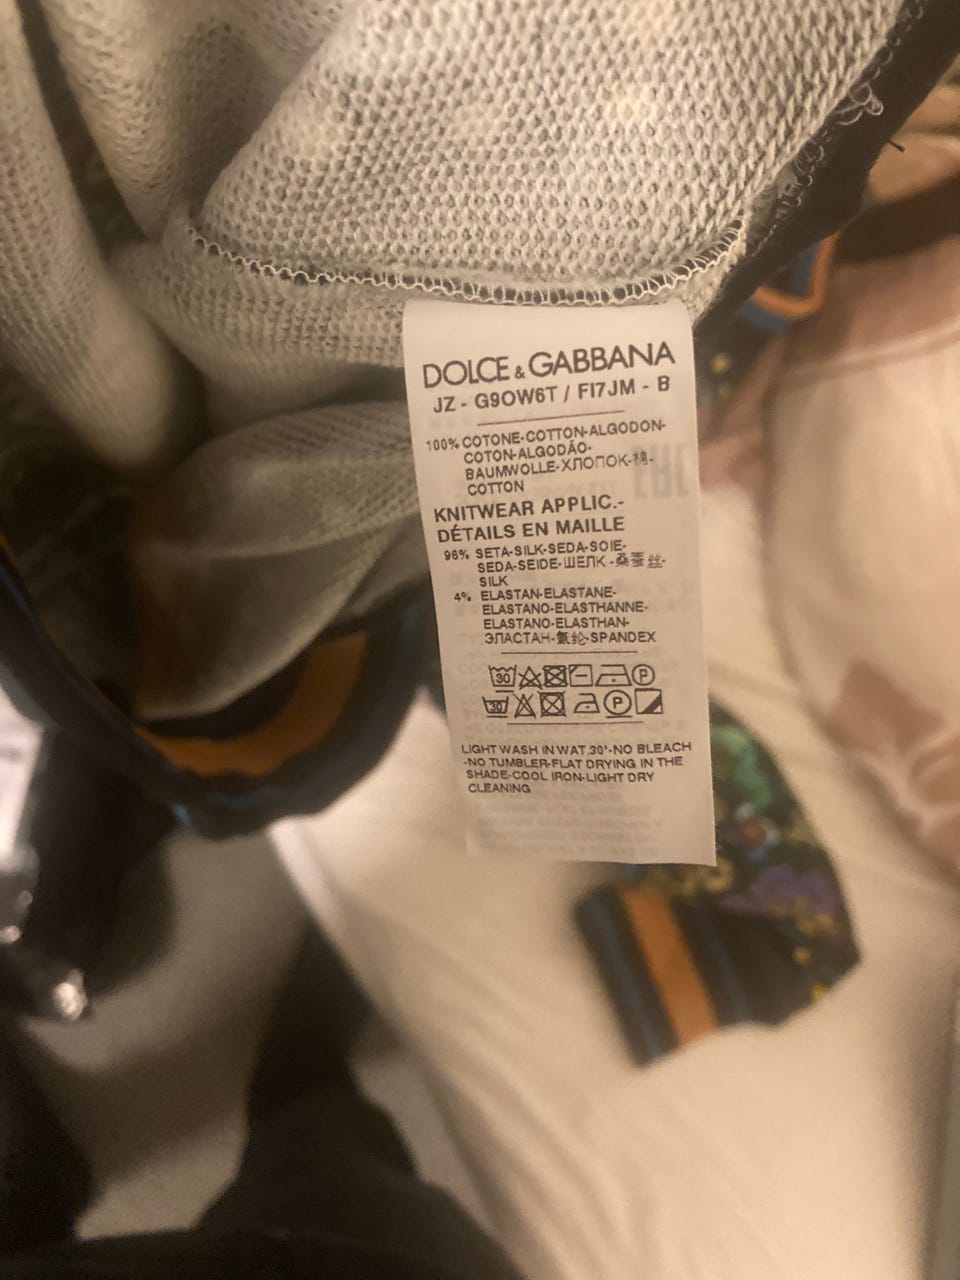 DOLCE & GABBANA
JZ - G9OW6T / FI7JM - B
100% COTONE-COTTON-ALGODON-
COTON-ALGODÃO-
BAUMWOLLE-ХЛОПОК-棉-
COTTON
KNITWEAR APPLIC.-
DÉTAILS EN MAILLE
96% SETA-SILK-SEDA-SOIE-
SEDA-SEIDE-ШЕЛК-桑蚕丝-
SILK
4% ELASTAN-ELASTANE-
ELASTANO-ELASTHANNE-
ELASTANO-ELASTHAN-
ЭЛАСТАН-氨纶-SPANDEX
30 P
30 P
LIGHT WASH IN WAT,30'-NO BLEACH
-NO TUMBLER-FLAT DRYING IN THE
SHADE-COOL IRON-LIGHT DRY
CLEANING